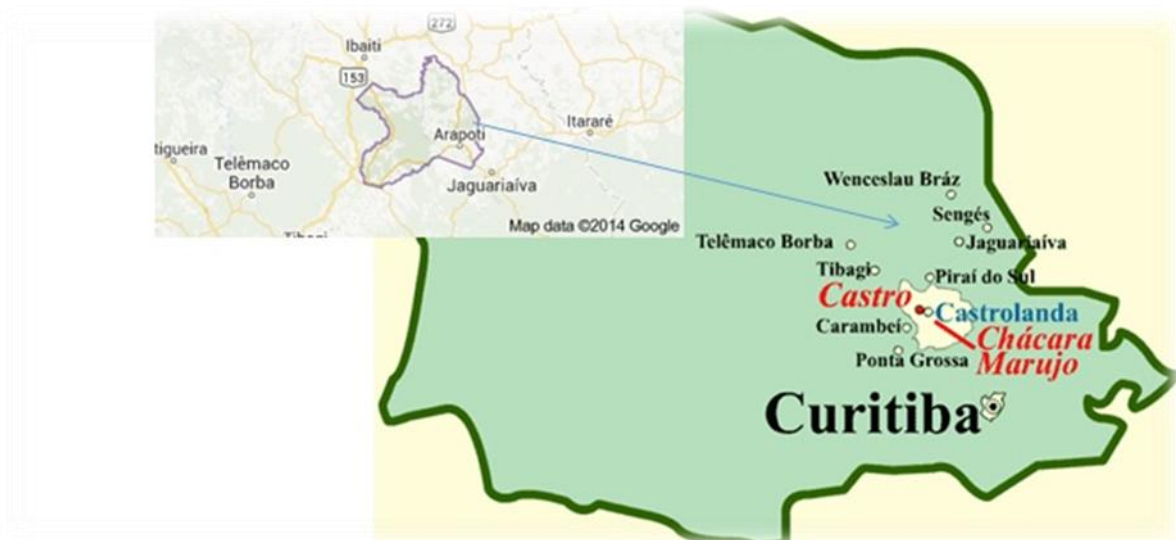 272
Ibaiti
153
Arapoti
Itararé
tigueira
Telêmaco
Borba
Jaguariaíva
Map data ©2014 Google
Wenceslau Bráz
Sengés
Telêmaco Borba
Jaguariaíva
Tibagi
Piraí do Sul
Castro
Castrolanda
Carambeí
Chácara
Marujo
Ponta Grossa
Curitiba